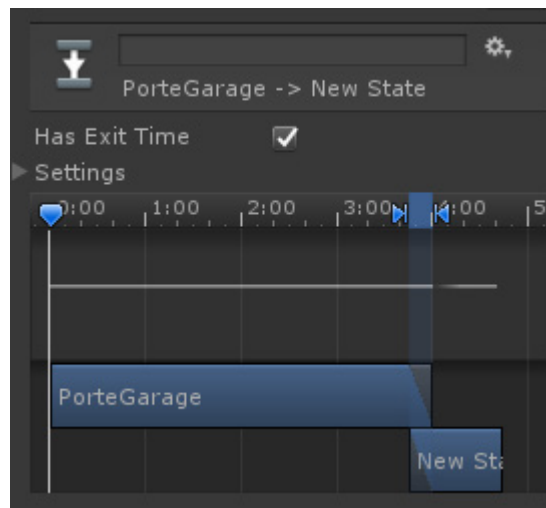 PorteGarage -> New State
Has Exit Time
Settings
0:00 1:00 2:00 3:00 4:00 5
PorteGarage
New Sta